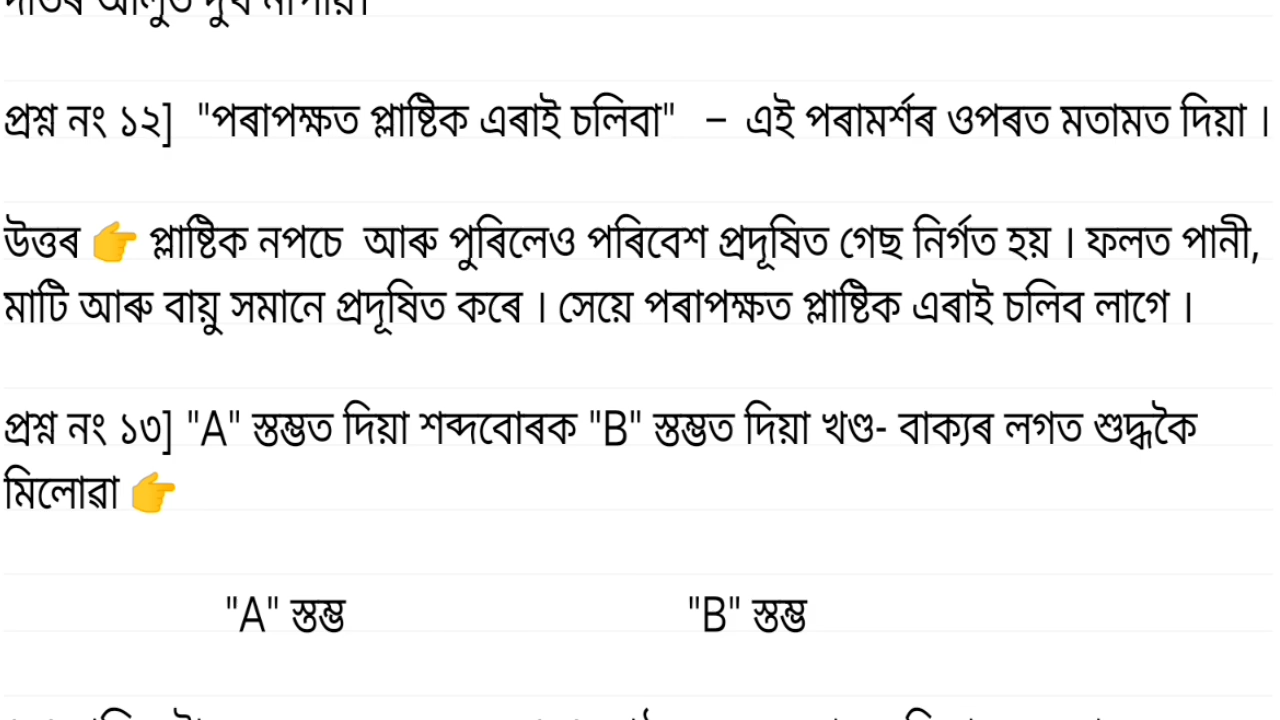 প্ৰশ্ন নং ১২] "পৰাপক্ষত প্লাষ্টিক এৰাই চলিবা" – এই পৰামৰ্শৰ ওপৰত মতামত দিয়া ।
উত্তৰ 👉 প্লাষ্টিক নপচে আৰু পুৰিলেও পৰিবেশ প্ৰদূষিত গেছ নিৰ্গত হয় । ফলত পানী,
মাটি আৰু বায়ু সমানে প্ৰদূষিত কৰে । সেয়ে পৰাপক্ষত প্লাষ্টিক এৰাই চলিব লাগে ।
প্ৰশ্ন নং ১৩] "A" স্তম্ভত দিয়া শব্দবোৰক "B" স্তম্ভত দিয়া খণ্ড- বাক্যৰ লগত শুদ্ধকৈ
মিলোৱা 👉
"A" স্তম্ভ "B" স্তম্ভ